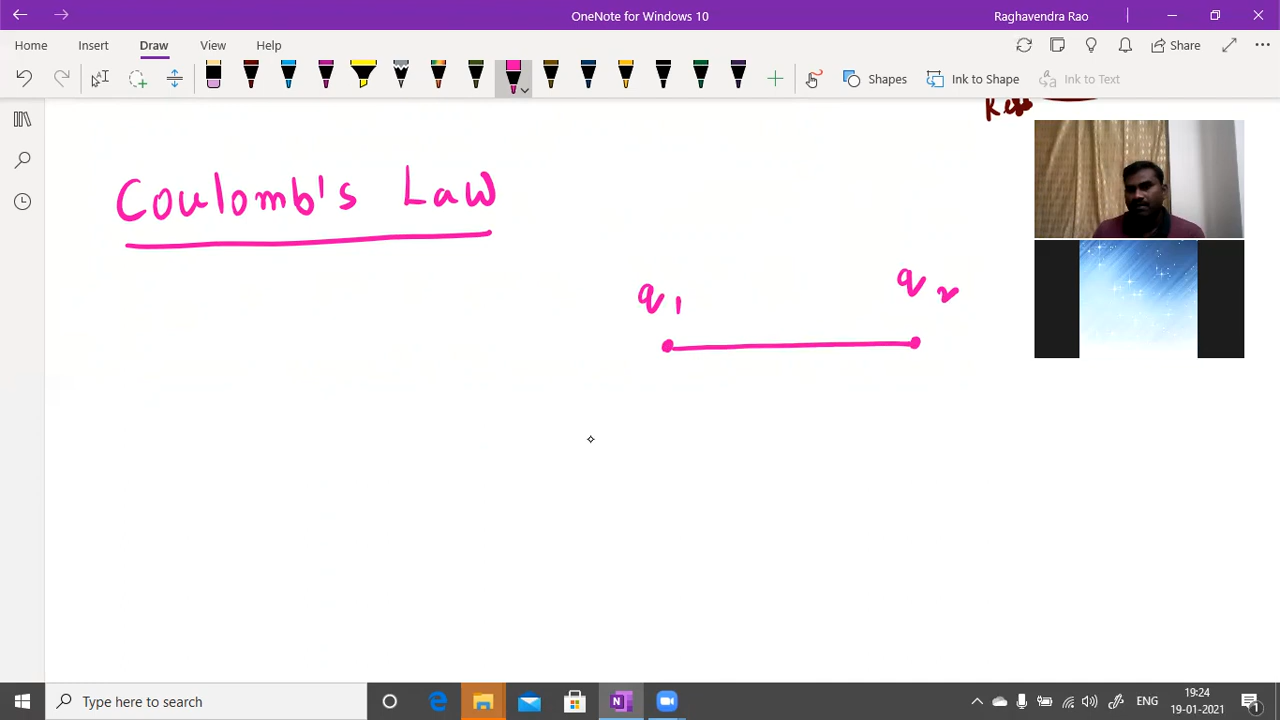 OneNote for Windows 10
Raghavendra Rao
Home Insert Draw View Help
Share
Shapes
Ink to Shape
Ink to Text
Coulomb's Law
q1
q2
Type here to search
ENG
19:24
19-01-2021
1